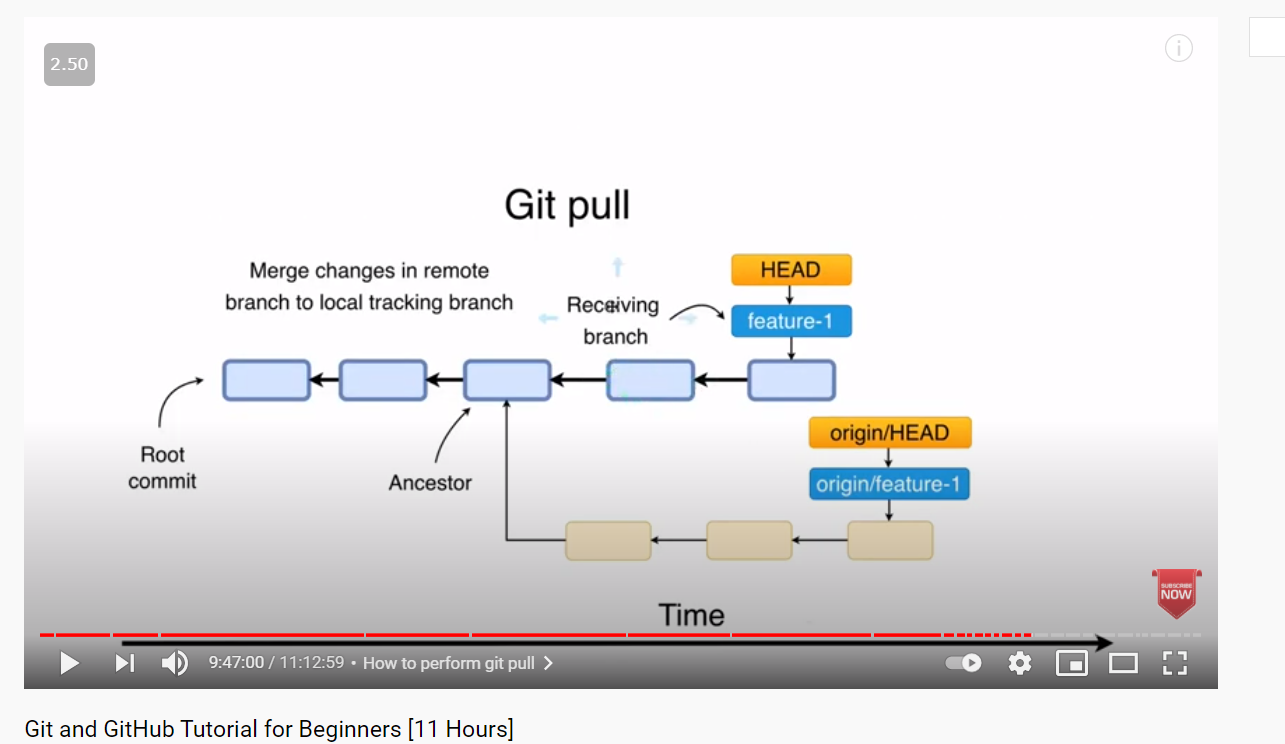 2.50
Git pull
Merge changes in remote
branch to local tracking branch
Receiving
branch
HEAD
feature-1
Root
commit
Ancestor
origin/HEAD
origin/feature-1
SUBSCRIBE
NOW
Time
9:47:00 / 11:12:59 • How to perform git pull
Git and GitHub Tutorial for Beginners [11 Hours]